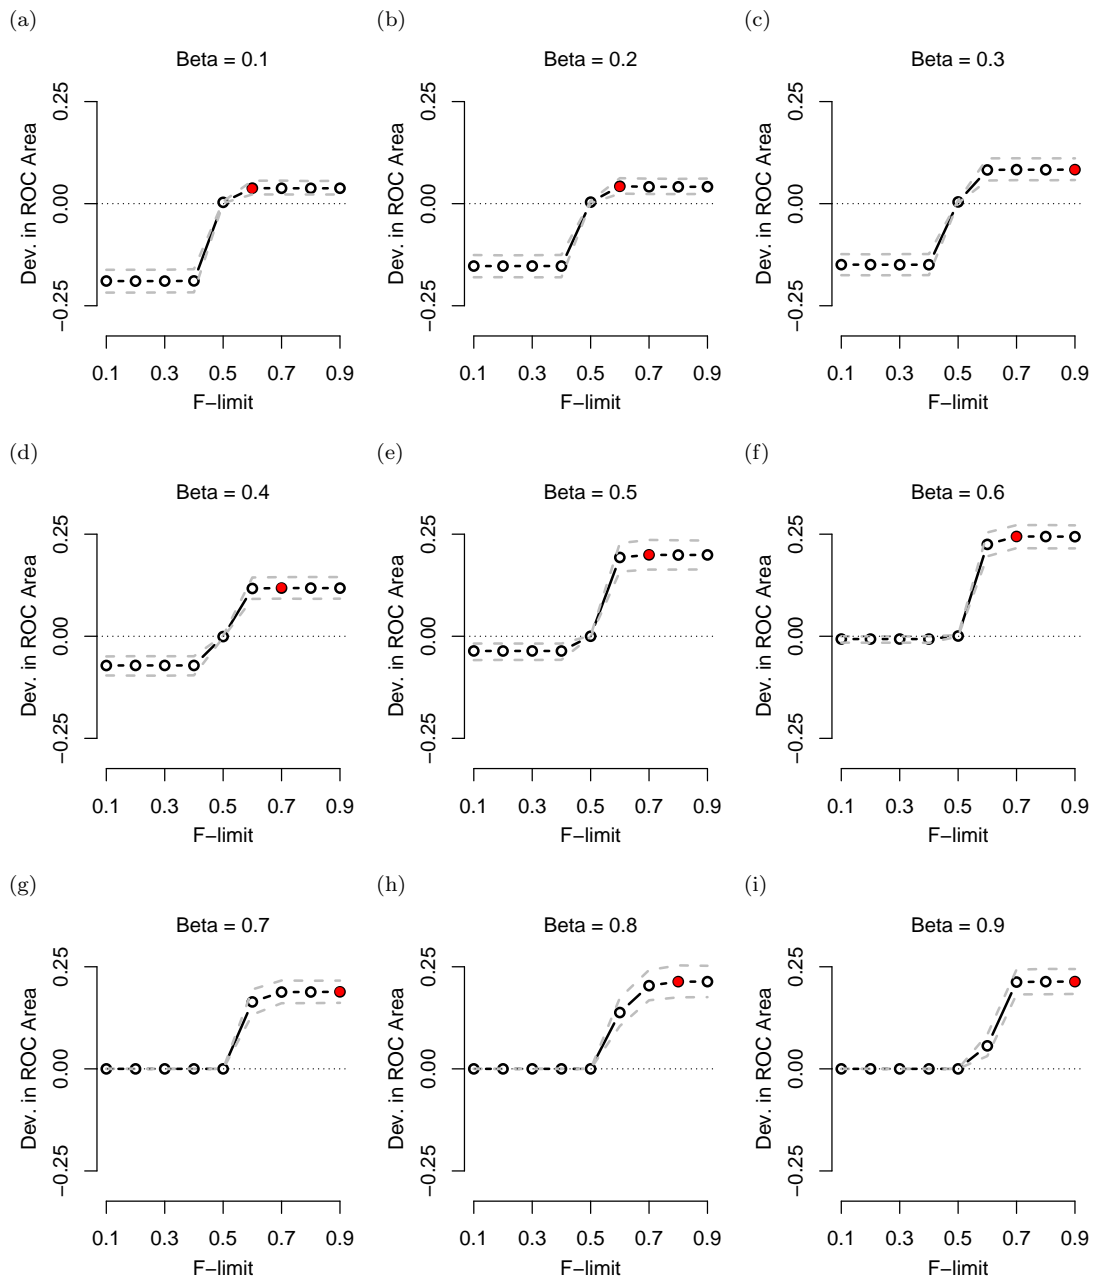 (a)
Beta = 0.1
Dev. in ROC Area
0.25
0.00
−0.25
0.1 0.3 0.5 0.7 0.9
F−limit
(b)
Beta = 0.2
Dev. in ROC Area
0.25
0.00
−0.25
0.1 0.3 0.5 0.7 0.9
F−limit
(c)
Beta = 0.3
Dev. in ROC Area
0.25
0.00
−0.25
0.1 0.3 0.5 0.7 0.9
F−limit
(d)
Beta = 0.4
Dev. in ROC Area
0.25
0.00
−0.25
0.1 0.3 0.5 0.7 0.9
F−limit
(e)
Beta = 0.5
Dev. in ROC Area
0.25
0.00
−0.25
0.1 0.3 0.5 0.7 0.9
F−limit
(f)
Beta = 0.6
Dev. in ROC Area
0.25
0.00
−0.25
0.1 0.3 0.5 0.7 0.9
F−limit
(g)
Beta = 0.7
Dev. in ROC Area
0.25
0.00
−0.25
0.1 0.3 0.5 0.7 0.9
F−limit
(h)
Beta = 0.8
Dev. in ROC Area
0.25
0.00
−0.25
0.1 0.3 0.5 0.7 0.9
F−limit
(i)
Beta = 0.9
Dev. in ROC Area
0.25
0.00
−0.25
0.1 0.3 0.5 0.7 0.9
F−limit